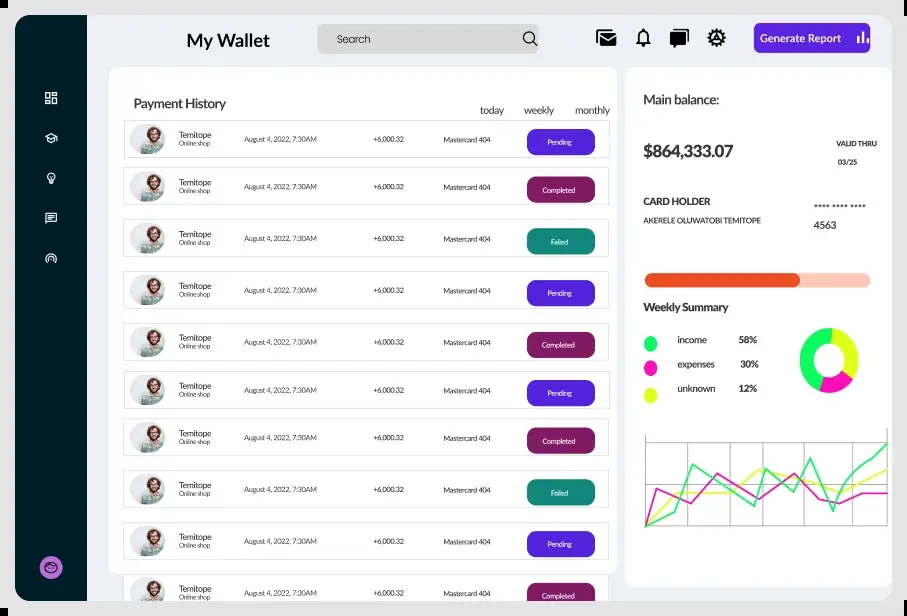 My Wallet
Search
Generate Report
Payment History
today weekly monthly
Temitope August 4, 2022, 7:30AM +6,000.32 Mastercard 404 Pending
Online shop
Temitope August 4, 2022, 7:30AM +6,000.32 Mastercard 404 Completed
Online shop
Temitope August 4, 2022, 7:30AM +6,000.32 Mastercard 404 Failed
Online shop
Temitope August 4, 2022, 7:30AM +6,000.32 Mastercard 404 Pending
Online shop
Temitope August 4, 2022, 7:30AM +6,000.32 Mastercard 404 Completed
Online shop
Temitope August 4, 2022, 7:30AM +6,000.32 Mastercard 404 Pending
Online shop
Temitope August 4, 2022, 7:30AM +6,000.32 Mastercard 404 Completed
Online shop
Temitope August 4, 2022, 7:30AM +6,000.32 Mastercard 404 Failed
Online shop
Temitope August 4, 2022, 7:30AM +6,000.32 Mastercard 404 Pending
Online shop
Temitope August 4, 2022, 7:30AM +6,000.32 Mastercard 404 Completed
Online shop
Main balance:
$864,333.07
VALID THRU
03/25
CARD HOLDER
AKERELE OLUWATOBI TEMITOPE
**** **** ****
4563
Weekly Summary
income 58%
expenses 30%
unknown 12%